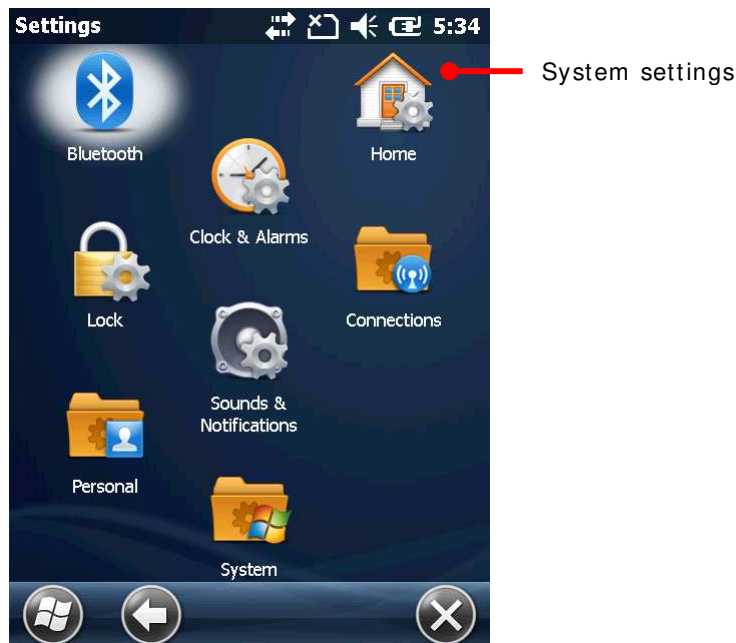 Settings 5:34
System settings
Bluetooth
Home
Clock & Alarms
Lock
Connections
Sounds &
Notifications
Personal
System